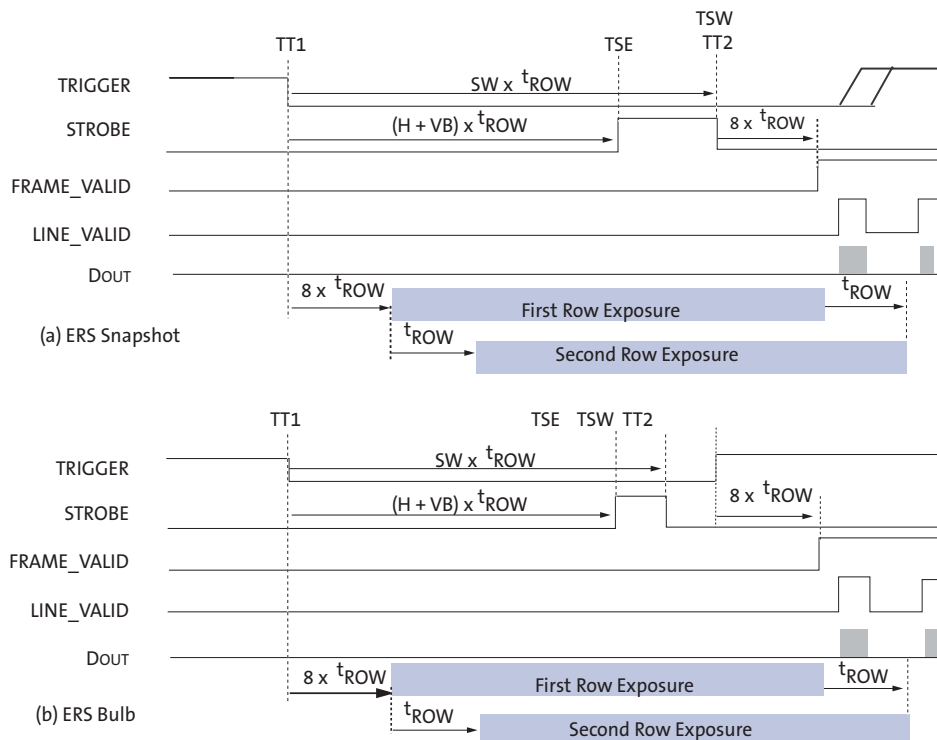 TSW
TT1 TSE TT2
TRIGGER SW x tROW
STROBE (H + VB) x tROW 8 x tROW
FRAME_VALID
LINE_VALID
DOUT
8 x tROW First Row Exposure tROW
(a) ERS Snapshot
tROW Second Row Exposure
TT1 TSE TSW TT2
TRIGGER SW x tROW
STROBE (H + VB) x tROW 8 x tROW
FRAME_VALID
LINE_VALID
DOUT
8 x tROW First Row Exposure tROW
(b) ERS Bulb
tROW Second Row Exposure